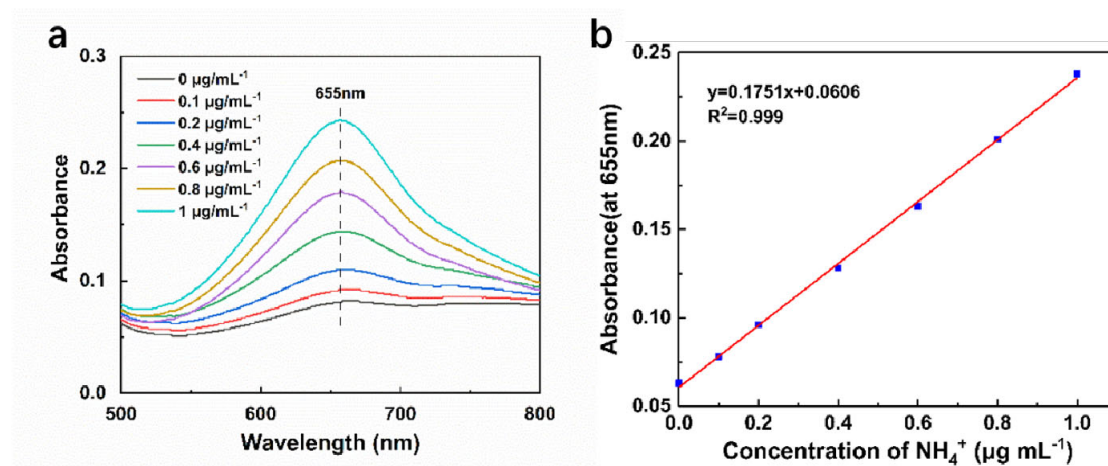 a
0.3
0.2
0.1
0.0
Absorbance
0 μg/mL⁻¹
0.1 μg/mL⁻¹
0.2 μg/mL⁻¹
0.4 μg/mL⁻¹
0.6 μg/mL⁻¹
0.8 μg/mL⁻¹
1 μg/mL⁻¹
655nm
500 600 700 800
Wavelength (nm)
b
0.25
0.20
0.15
0.10
0.05
Absorbance(at 655nm)
y=0.1751x+0.0606
R²=0.999
0.0 0.2 0.4 0.6 0.8 1.0
Concentration of NH₄⁺ (μg mL⁻¹)